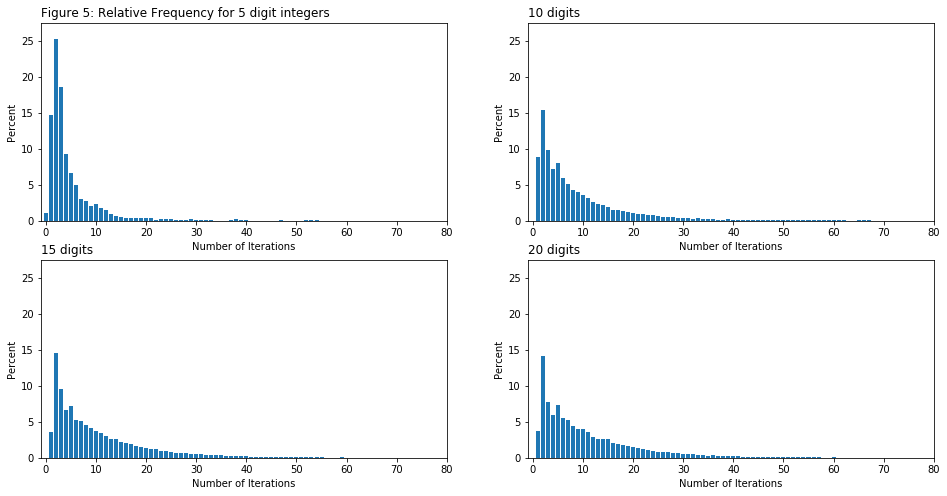 Figure 5: Relative Frequency for 5 digit integers
25
20
15
10
5
0
Percent
0 10 20 30 40 50 60 70 80
Number of Iterations
10 digits
25
20
15
10
5
0
Percent
0 10 20 30 40 50 60 70 80
Number of Iterations
15 digits
25
20
15
10
5
0
Percent
0 10 20 30 40 50 60 70 80
Number of Iterations
20 digits
25
20
15
10
5
0
Percent
0 10 20 30 40 50 60 70 80
Number of Iterations